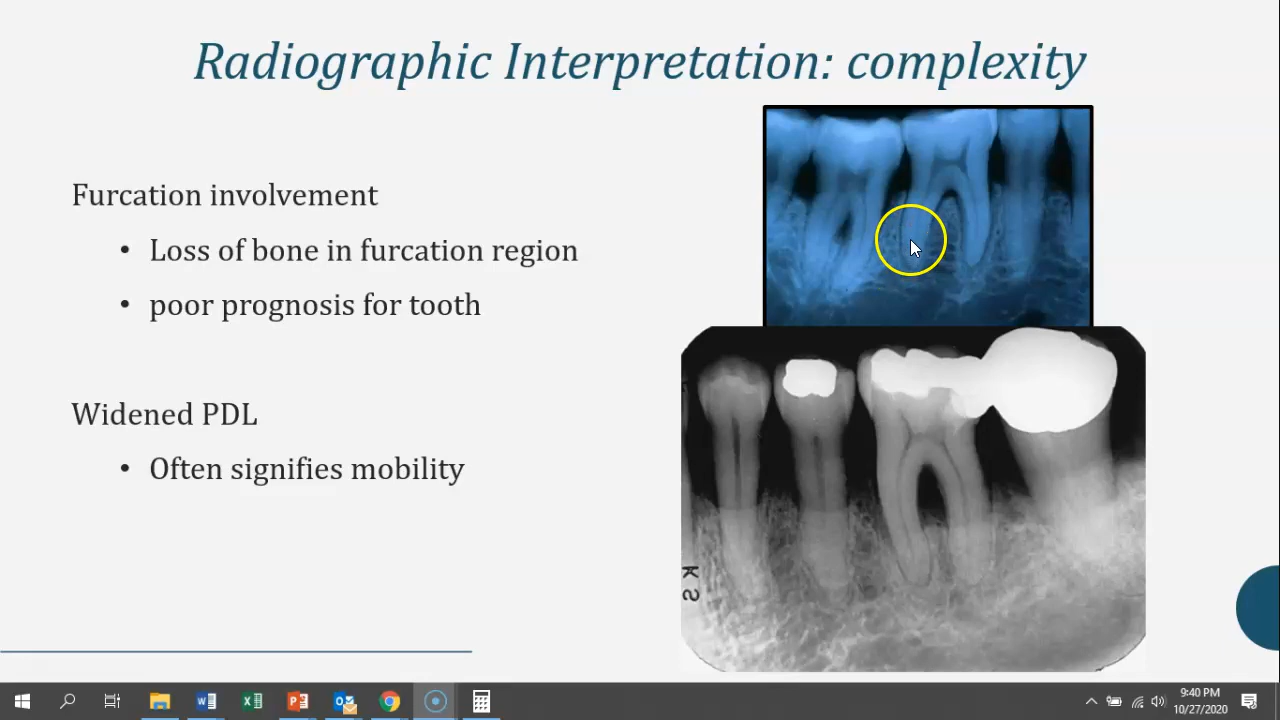 Radiographic Interpretation: complexity
Furcation involvement
• Loss of bone in furcation region
• poor prognosis for tooth
Widened PDL
• Often signifies mobility
K S
9:40 PM
10/27/2020